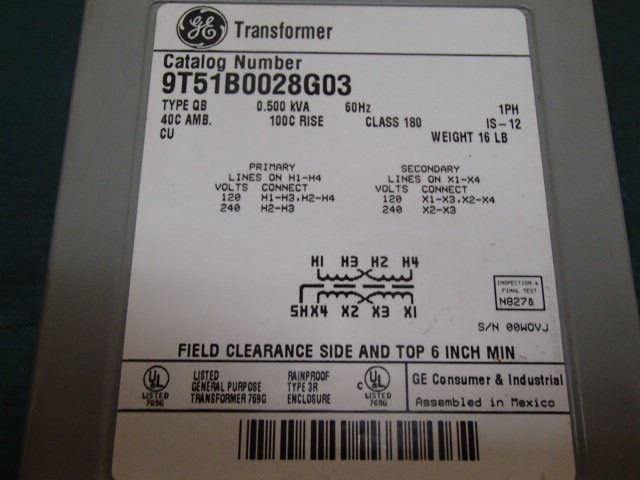 GE Transformer
Catalog Number
9T51B0028G03
TYPE QB 0.500 KVA 60Hz 1PH
40C AMB. 100C RISE CLASS 180 IS-12
CU WEIGHT 16 LB
PRIMARY SECONDARY
LINES ON H1-H4 LINES ON X1-X4
VOLTS CONNECT VOLTS CONNECT
120 H1-H3,H2-H4 120 X1-X3,X2-X4
240 H2-H3 240 X2-X3
H1 H3 H2 H4
SH X4 X2 X3 X1
INSPECTION &
FINAL TEST
N827&
S/N 00WOVJ
FIELD CLEARANCE SIDE AND TOP 6 INCH MIN
UL LISTED 769G
LISTED GENERAL PURPOSE TRANSFORMER 769G
RAINPROOF TYPE 3R ENCLOSURE
C UL LISTED 769G
GE Consumer & Industrial
Assembled in Mexico